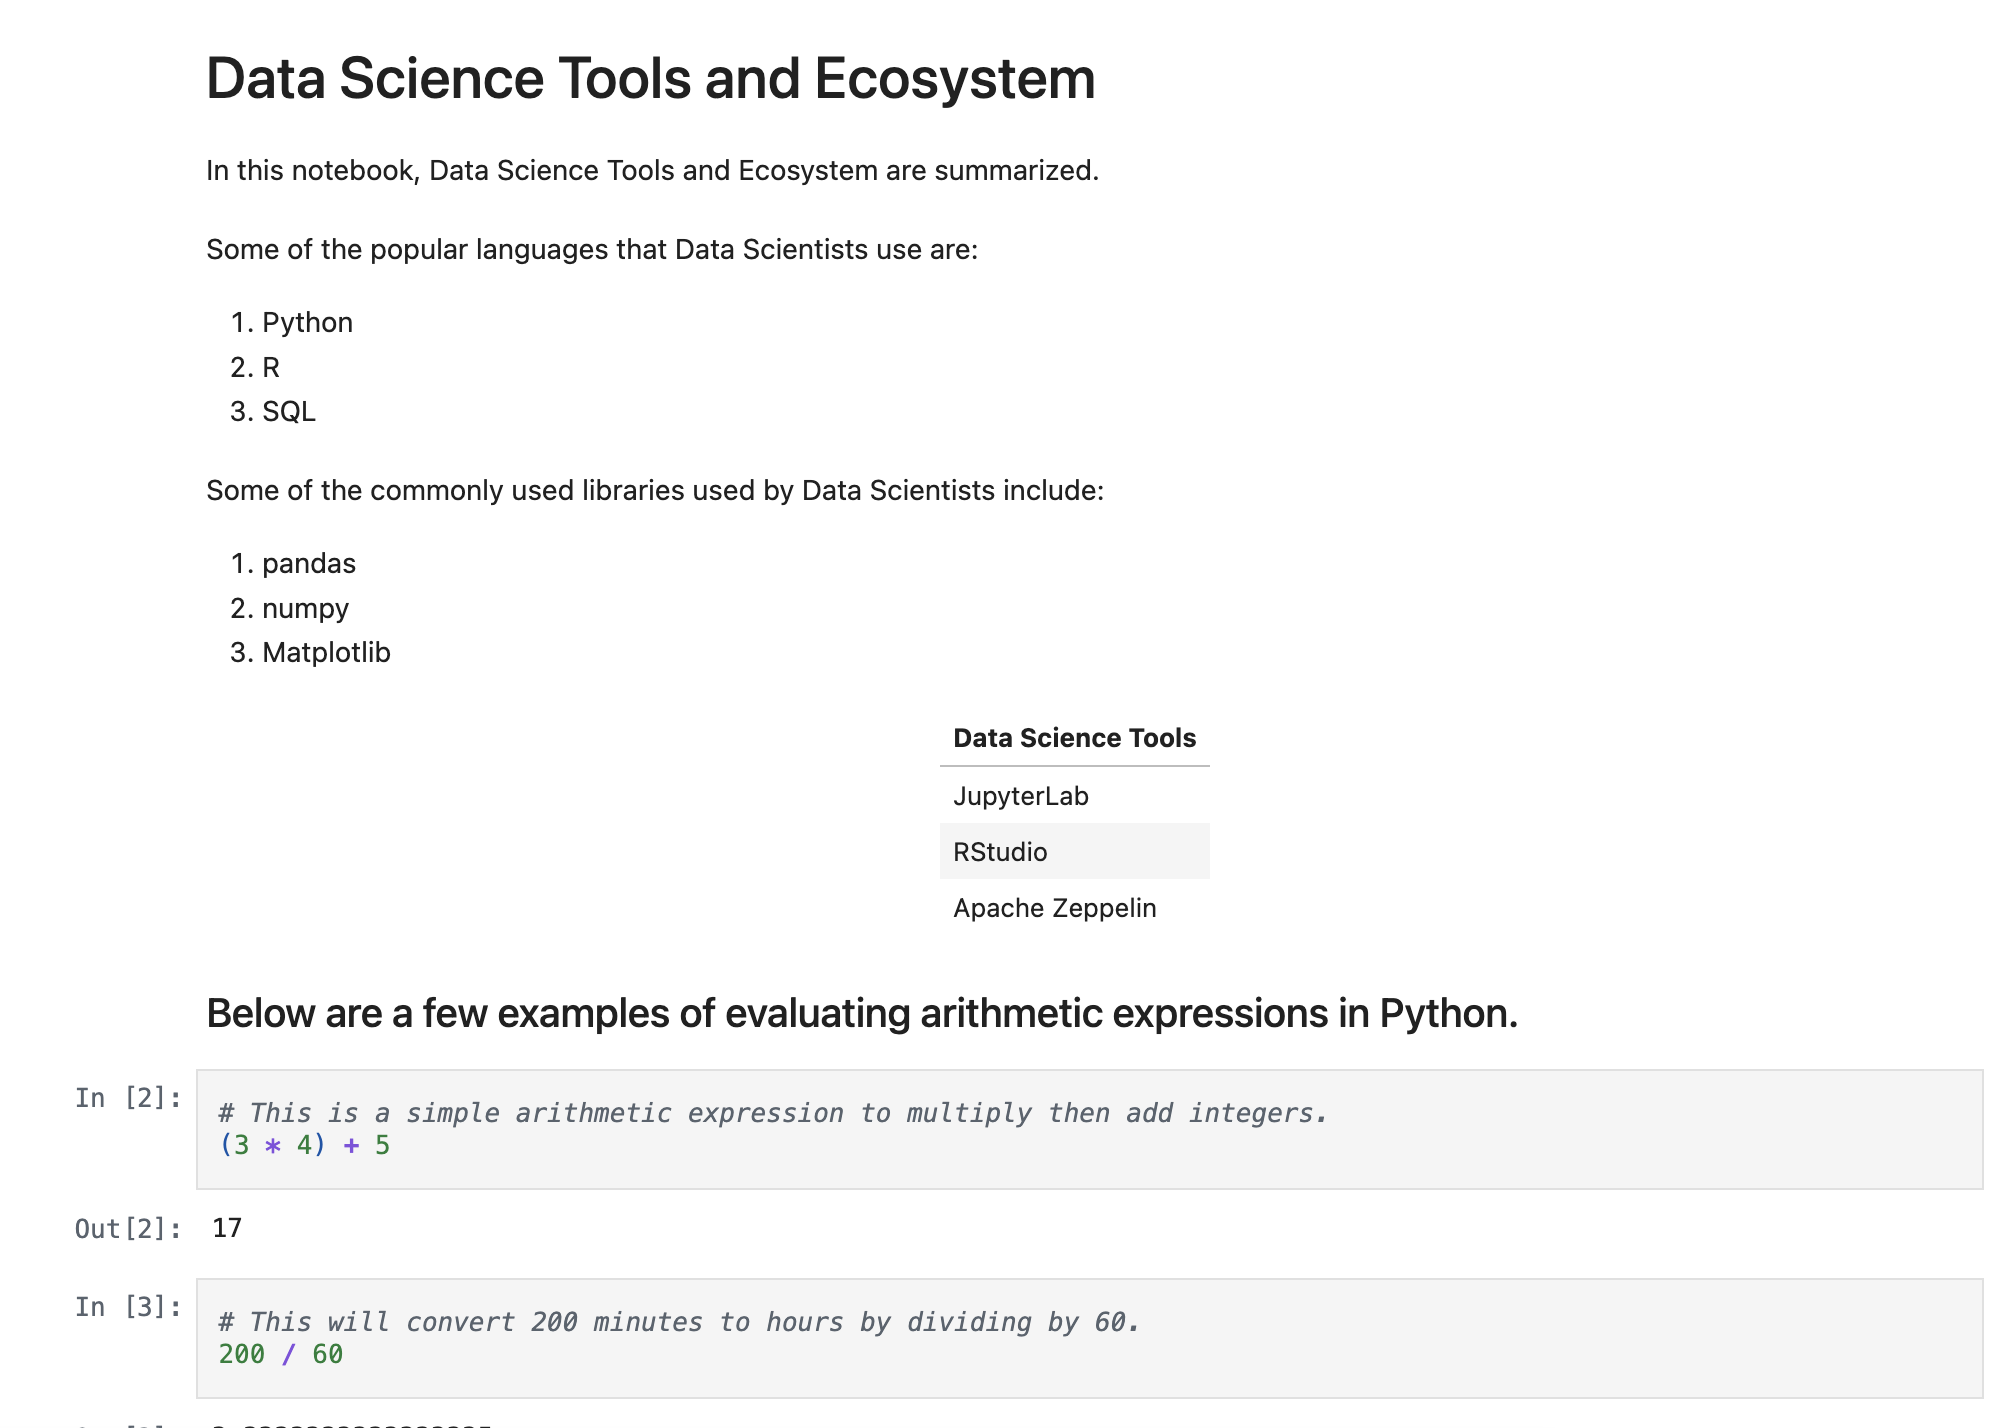 Data Science Tools and Ecosystem
In this notebook, Data Science Tools and Ecosystem are summarized.
Some of the popular languages that Data Scientists use are:
1. Python
2. R
3. SQL
Some of the commonly used libraries used by Data Scientists include:
1. pandas
2. numpy
3. Matplotlib
Data Science Tools
JupyterLab
RStudio
Apache Zeppelin
Below are a few examples of evaluating arithmetic expressions in Python.
In [2]:
# This is a simple arithmetic expression to multiply then add integers.
(3 * 4) + 5
Out[2]: 17
In [3]:
# This will convert 200 minutes to hours by dividing by 60.
200 / 60